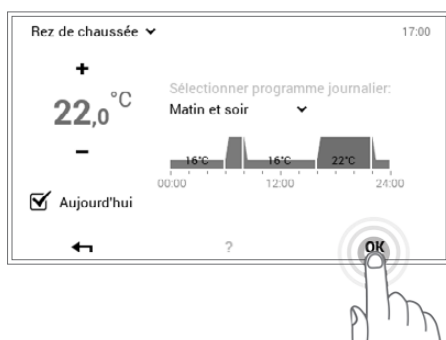 Rez de chaussée
17:00
+
22,0°C
−
Sélectionner programme journalier:
Matin et soir
16°C 16°C 22°C
00:00 12:00 24:00
Aujourd'hui
? OK